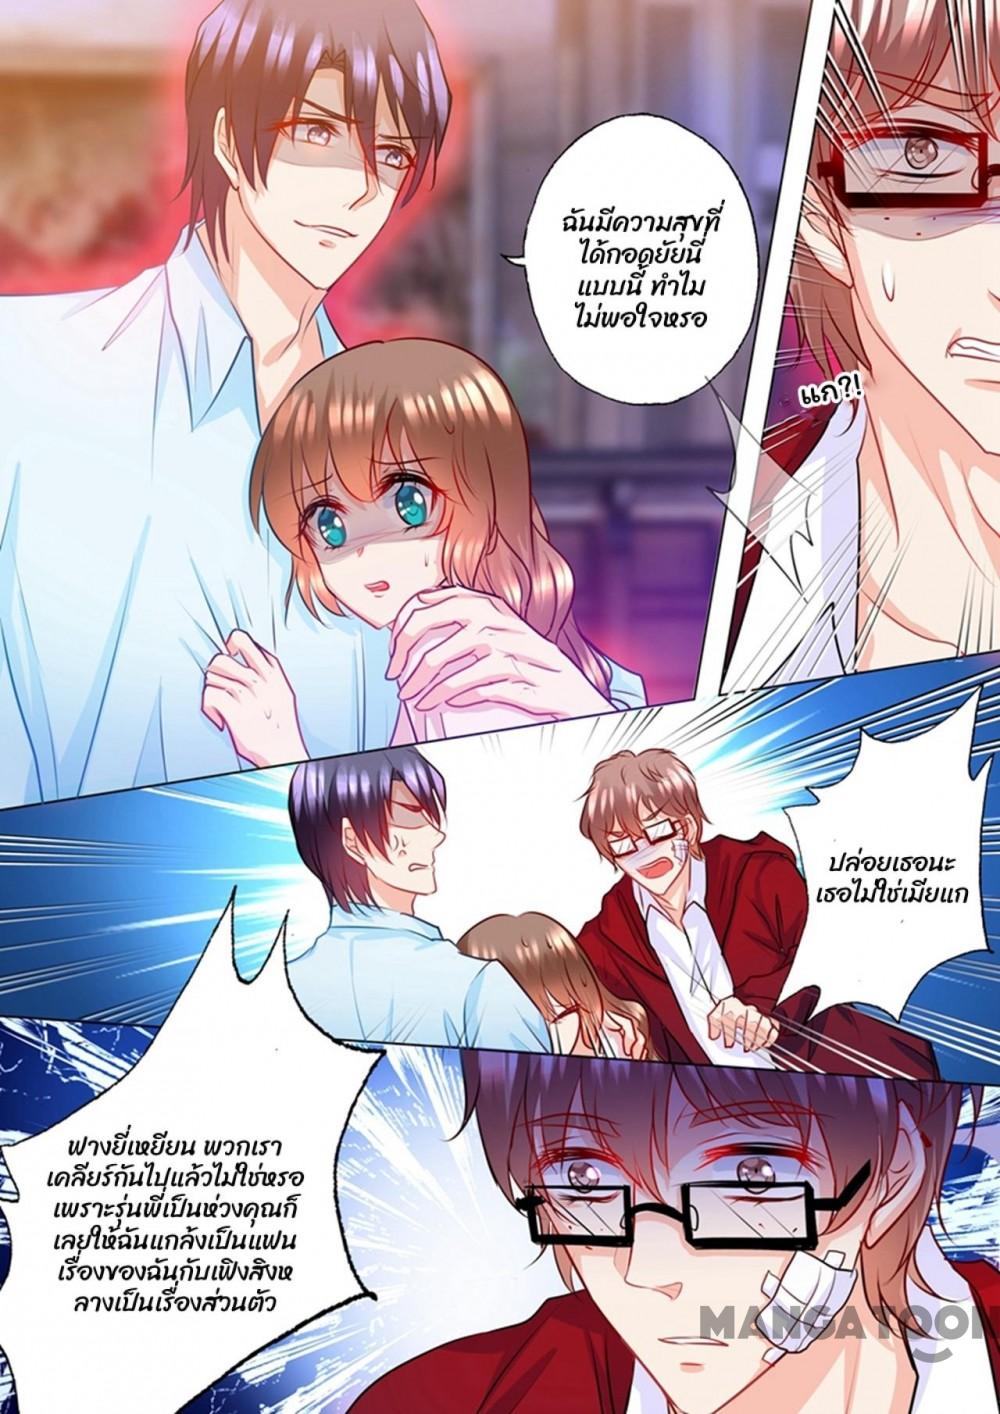 ฉันมีความสุขที่
ได้กอดยัยนี่
แบบนี้ ทำไม
ไม่พอใจหรอ
แก?!
ปล่อยเธอนะ
เธอไม่ใช่เมียแก
ฟางยี่เหยียน พวกเรา
เคลียร์กันไปแล้วไม่ใช่หรอ
เพราะรุ่นพี่เป็นห่วงคุณก็
เลยให้ฉันแกล้งเป็นแฟน
เรื่องของฉันกับเฟิงสิงห
ลางเป็นเรื่องส่วนตัว
MANGATOON